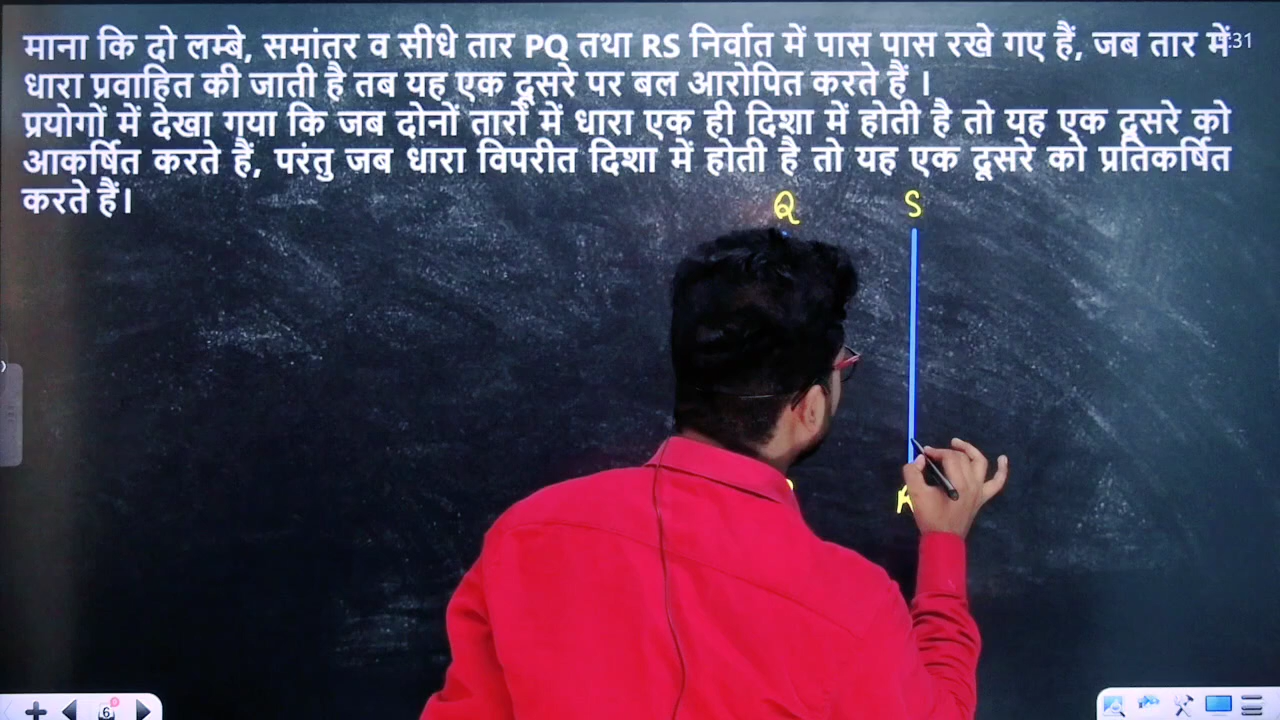 माना कि दो लम्बे, समांतर व सीधे तार PQ तथा RS निर्वात में पास पास रखे गए हैं, जब तार में
धारा प्रवाहित की जाती है तब यह एक दूसरे पर बल आरोपित करते हैं ।
प्रयोगों में देखा गया कि जब दोनों तारों में धारा एक ही दिशा में होती है तो यह एक दूसरे को
आकर्षित करते हैं, परंतु जब धारा विपरीत दिशा में होती है तो यह एक दूसरे को प्रतिकर्षित
करते हैं।
Q S
6